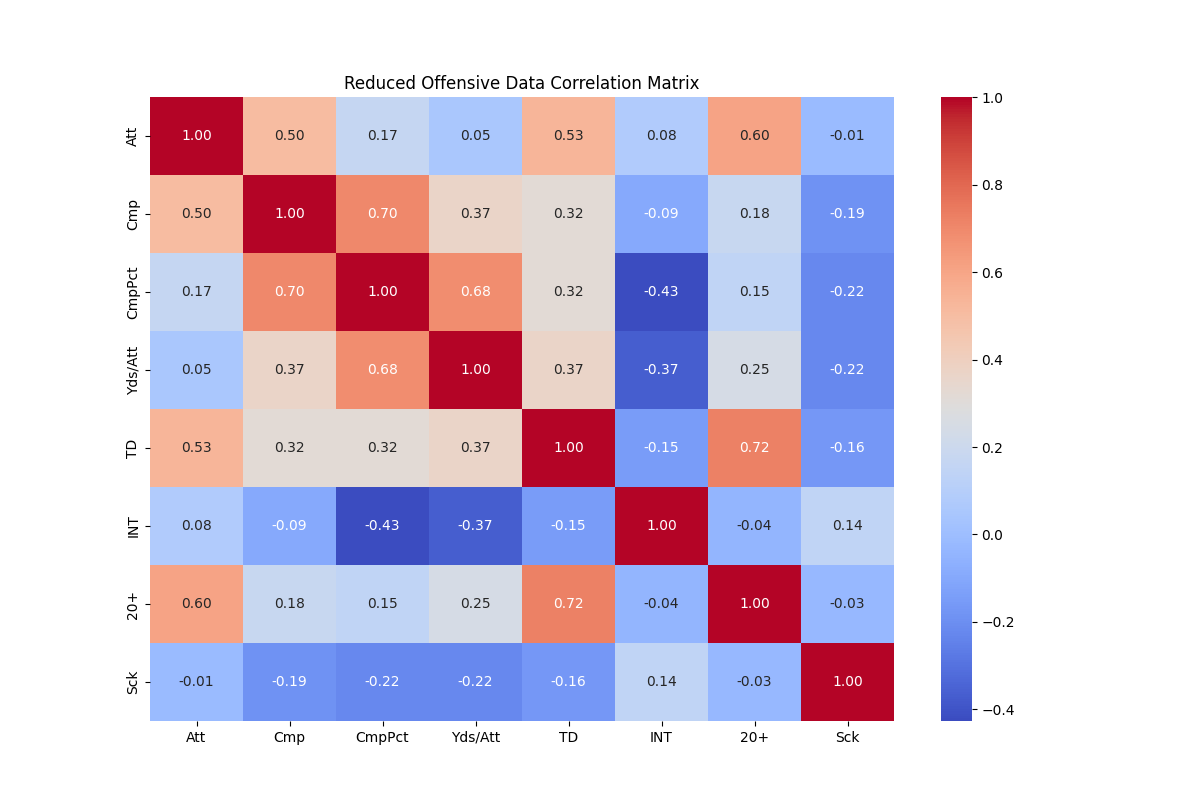 Reduced Offensive Data Correlation Matrix
Att 1.00 0.50 0.17 0.05 0.53 0.08 0.60 -0.01
Cmp 0.50 1.00 0.70 0.37 0.32 -0.09 0.18 -0.19
CmpPct 0.17 0.70 1.00 0.68 0.32 -0.43 0.15 -0.22
Yds/Att 0.05 0.37 0.68 1.00 0.37 -0.37 0.25 -0.22
TD 0.53 0.32 0.32 0.37 1.00 -0.15 0.72 -0.16
INT 0.08 -0.09 -0.43 -0.37 -0.15 1.00 -0.04 0.14
20+ 0.60 0.18 0.15 0.25 0.72 -0.04 1.00 -0.03
Sck -0.01 -0.19 -0.22 -0.22 -0.16 0.14 -0.03 1.00
Att Cmp CmpPct Yds/Att TD INT 20+ Sck
1.0
0.8
0.6
0.4
0.2
0.0
−0.2
−0.4